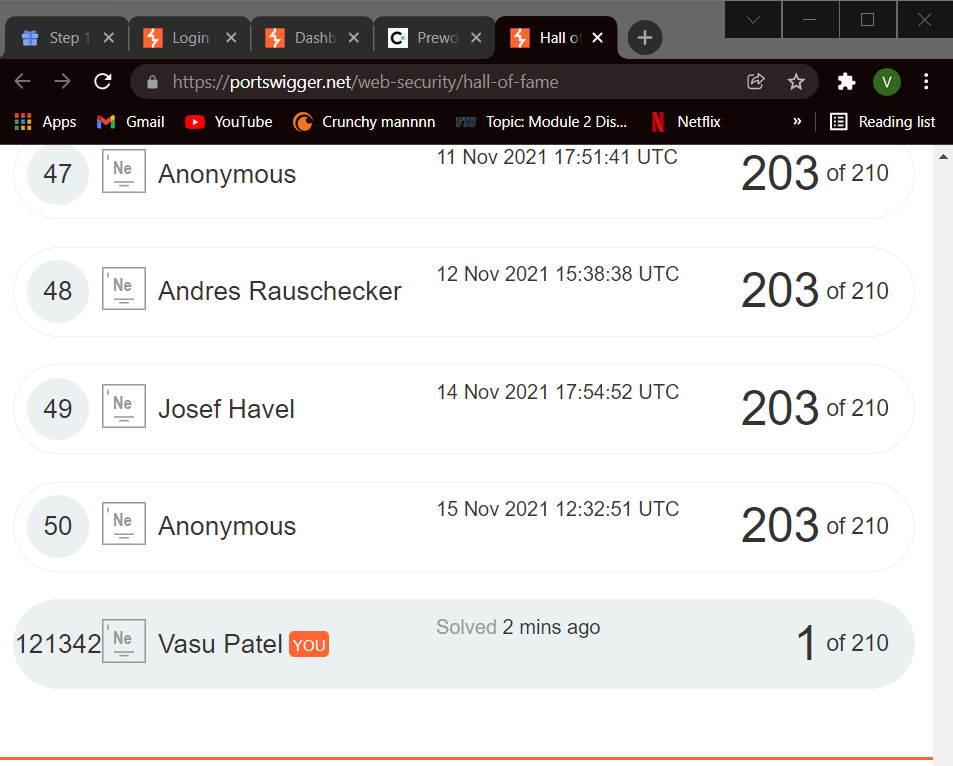 Step 1
Login
Dashb
Prewo
Hall of
https://portswigger.net/web-security/hall-of-fame
V
Apps
Gmail
YouTube
Crunchy mannnn
FIU
Topic: Module 2 Dis...
Netflix
»
Reading list
47 Ne Anonymous 11 Nov 2021 17:51:41 UTC 203 of 210
48 Ne Andres Rauschecker 12 Nov 2021 15:38:38 UTC 203 of 210
49 Ne Josef Havel 14 Nov 2021 17:54:52 UTC 203 of 210
50 Ne Anonymous 15 Nov 2021 12:32:51 UTC 203 of 210
121342 Ne Vasu Patel YOU Solved 2 mins ago 1 of 210